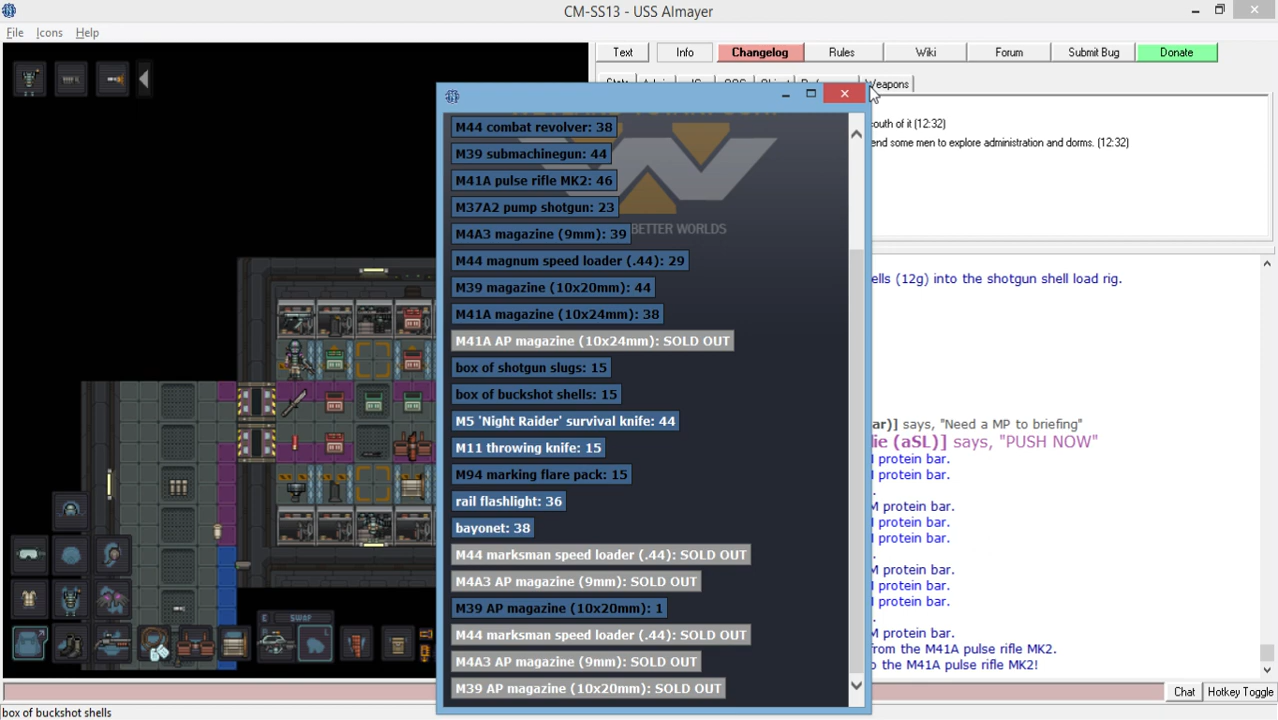 CM-SS13 - USS Almayer
File Icons Help
Text Info Changelog Rules Wiki Forum Submit Bug Donate
Weapons
outh of it (12:32)
end some men to explore administration and dorms. (12:32)
M44 combat revolver: 38
M39 submachinegun: 44
M41A pulse rifle MK2: 46
M37A2 pump shotgun: 23
BETTER WORLDS
M4A3 magazine (9mm): 39
M44 magnum speed loader (.44): 29
M39 magazine (10x20mm): 44
M41A magazine (10x24mm): 38
M41A AP magazine (10x24mm): SOLD OUT
box of shotgun slugs: 15
box of buckshot shells: 15
M5 'Night Raider' survival knife: 44
M11 throwing knife: 15
M94 marking flare pack: 15
rail flashlight: 36
bayonet: 38
M44 marksman speed loader (.44): SOLD OUT
M4A3 AP magazine (9mm): SOLD OUT
M39 AP magazine (10x20mm): 1
M44 marksman speed loader (.44): SOLD OUT
M4A3 AP magazine (9mm): SOLD OUT
M39 AP magazine (10x20mm): SOLD OUT
ells (12g) into the shotgun shell load rig.
ar)] says, "Need a MP to briefing"
ie (aSL)] says, "PUSH NOW"
protein bar.
protein bar.
.
M protein bar.
protein bar.
protein bar.
.
M protein bar.
protein bar.
protein bar.
.
M protein bar.
from the M41A pulse rifle MK2.
o the M41A pulse rifle MK2!
E SWAP L
Chat Hotkey Toggle
box of buckshot shells